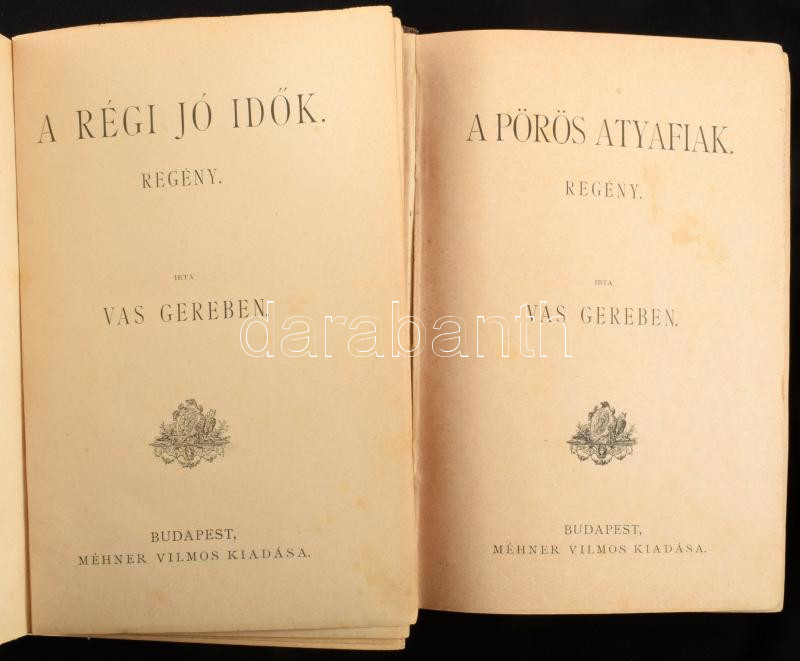 A RÉGI JÓ IDŐK.
REGÉNY.
IRTA
VAS GEREBEN.
BUDAPEST,
MÉHNER VILMOS KIADÁSA.
A PÖRÖS ATYAFIAK.
REGÉNY.
IRTA
VAS GEREBEN.
BUDAPEST,
MÉHNER VILMOS KIADÁSA.
darabanth